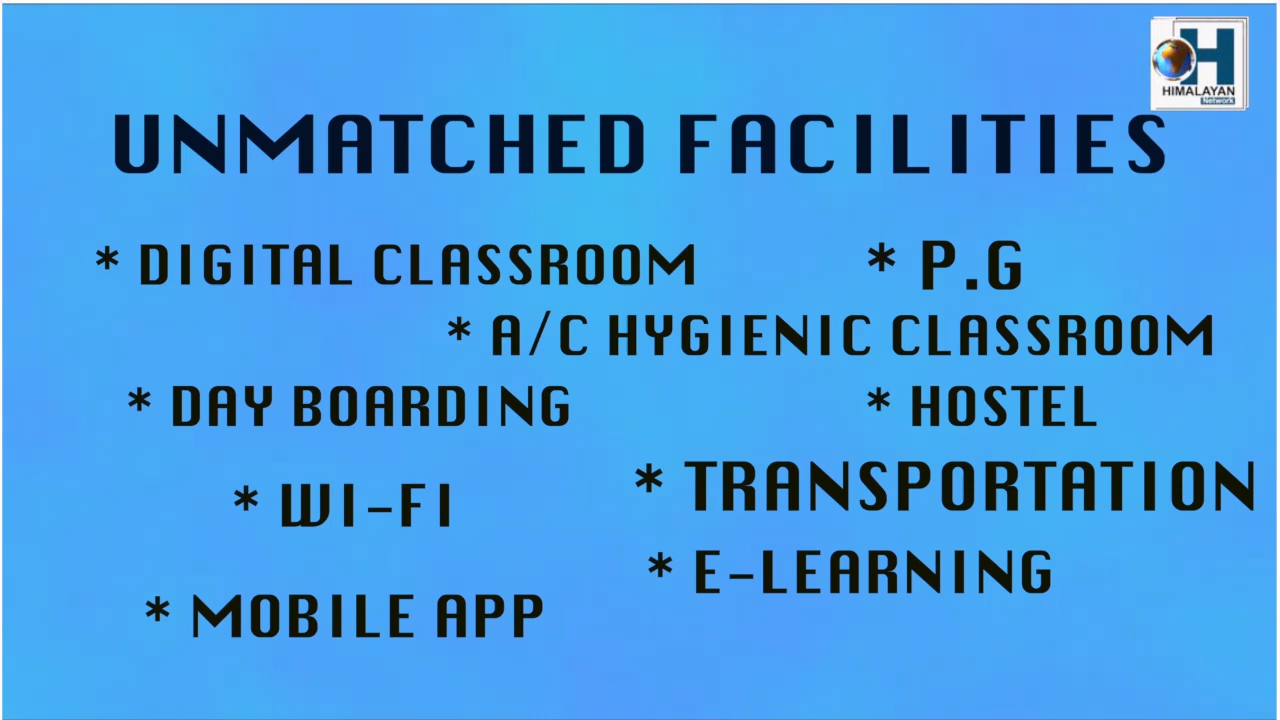 HIMALAYAN
Network
UNMATCHED FACILITIES
* DIGITAL CLASSROOM
* P.G
* A/C HYGIENIC CLASSROOM
* DAY BOARDING
* HOSTEL
* WI-FI
* TRANSPORTATION
* E-LEARNING
* MOBILE APP